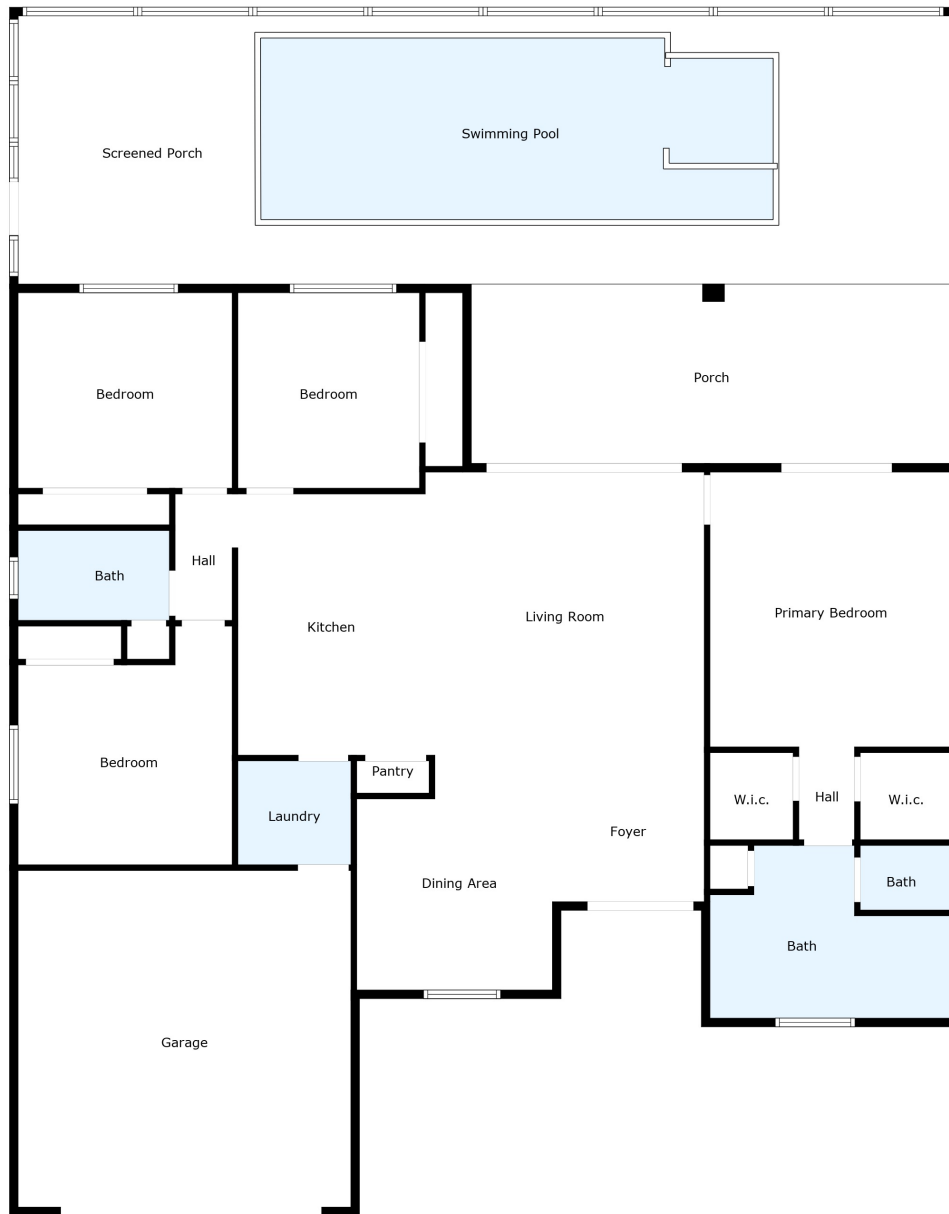 Swimming Pool
Screened Porch
Porch
Bedroom
Bedroom
Hall
Bath
Kitchen
Living Room
Primary Bedroom
Bedroom
Pantry
Laundry
W.i.c.
Hall
W.i.c.
Foyer
Dining Area
Bath
Bath
Garage